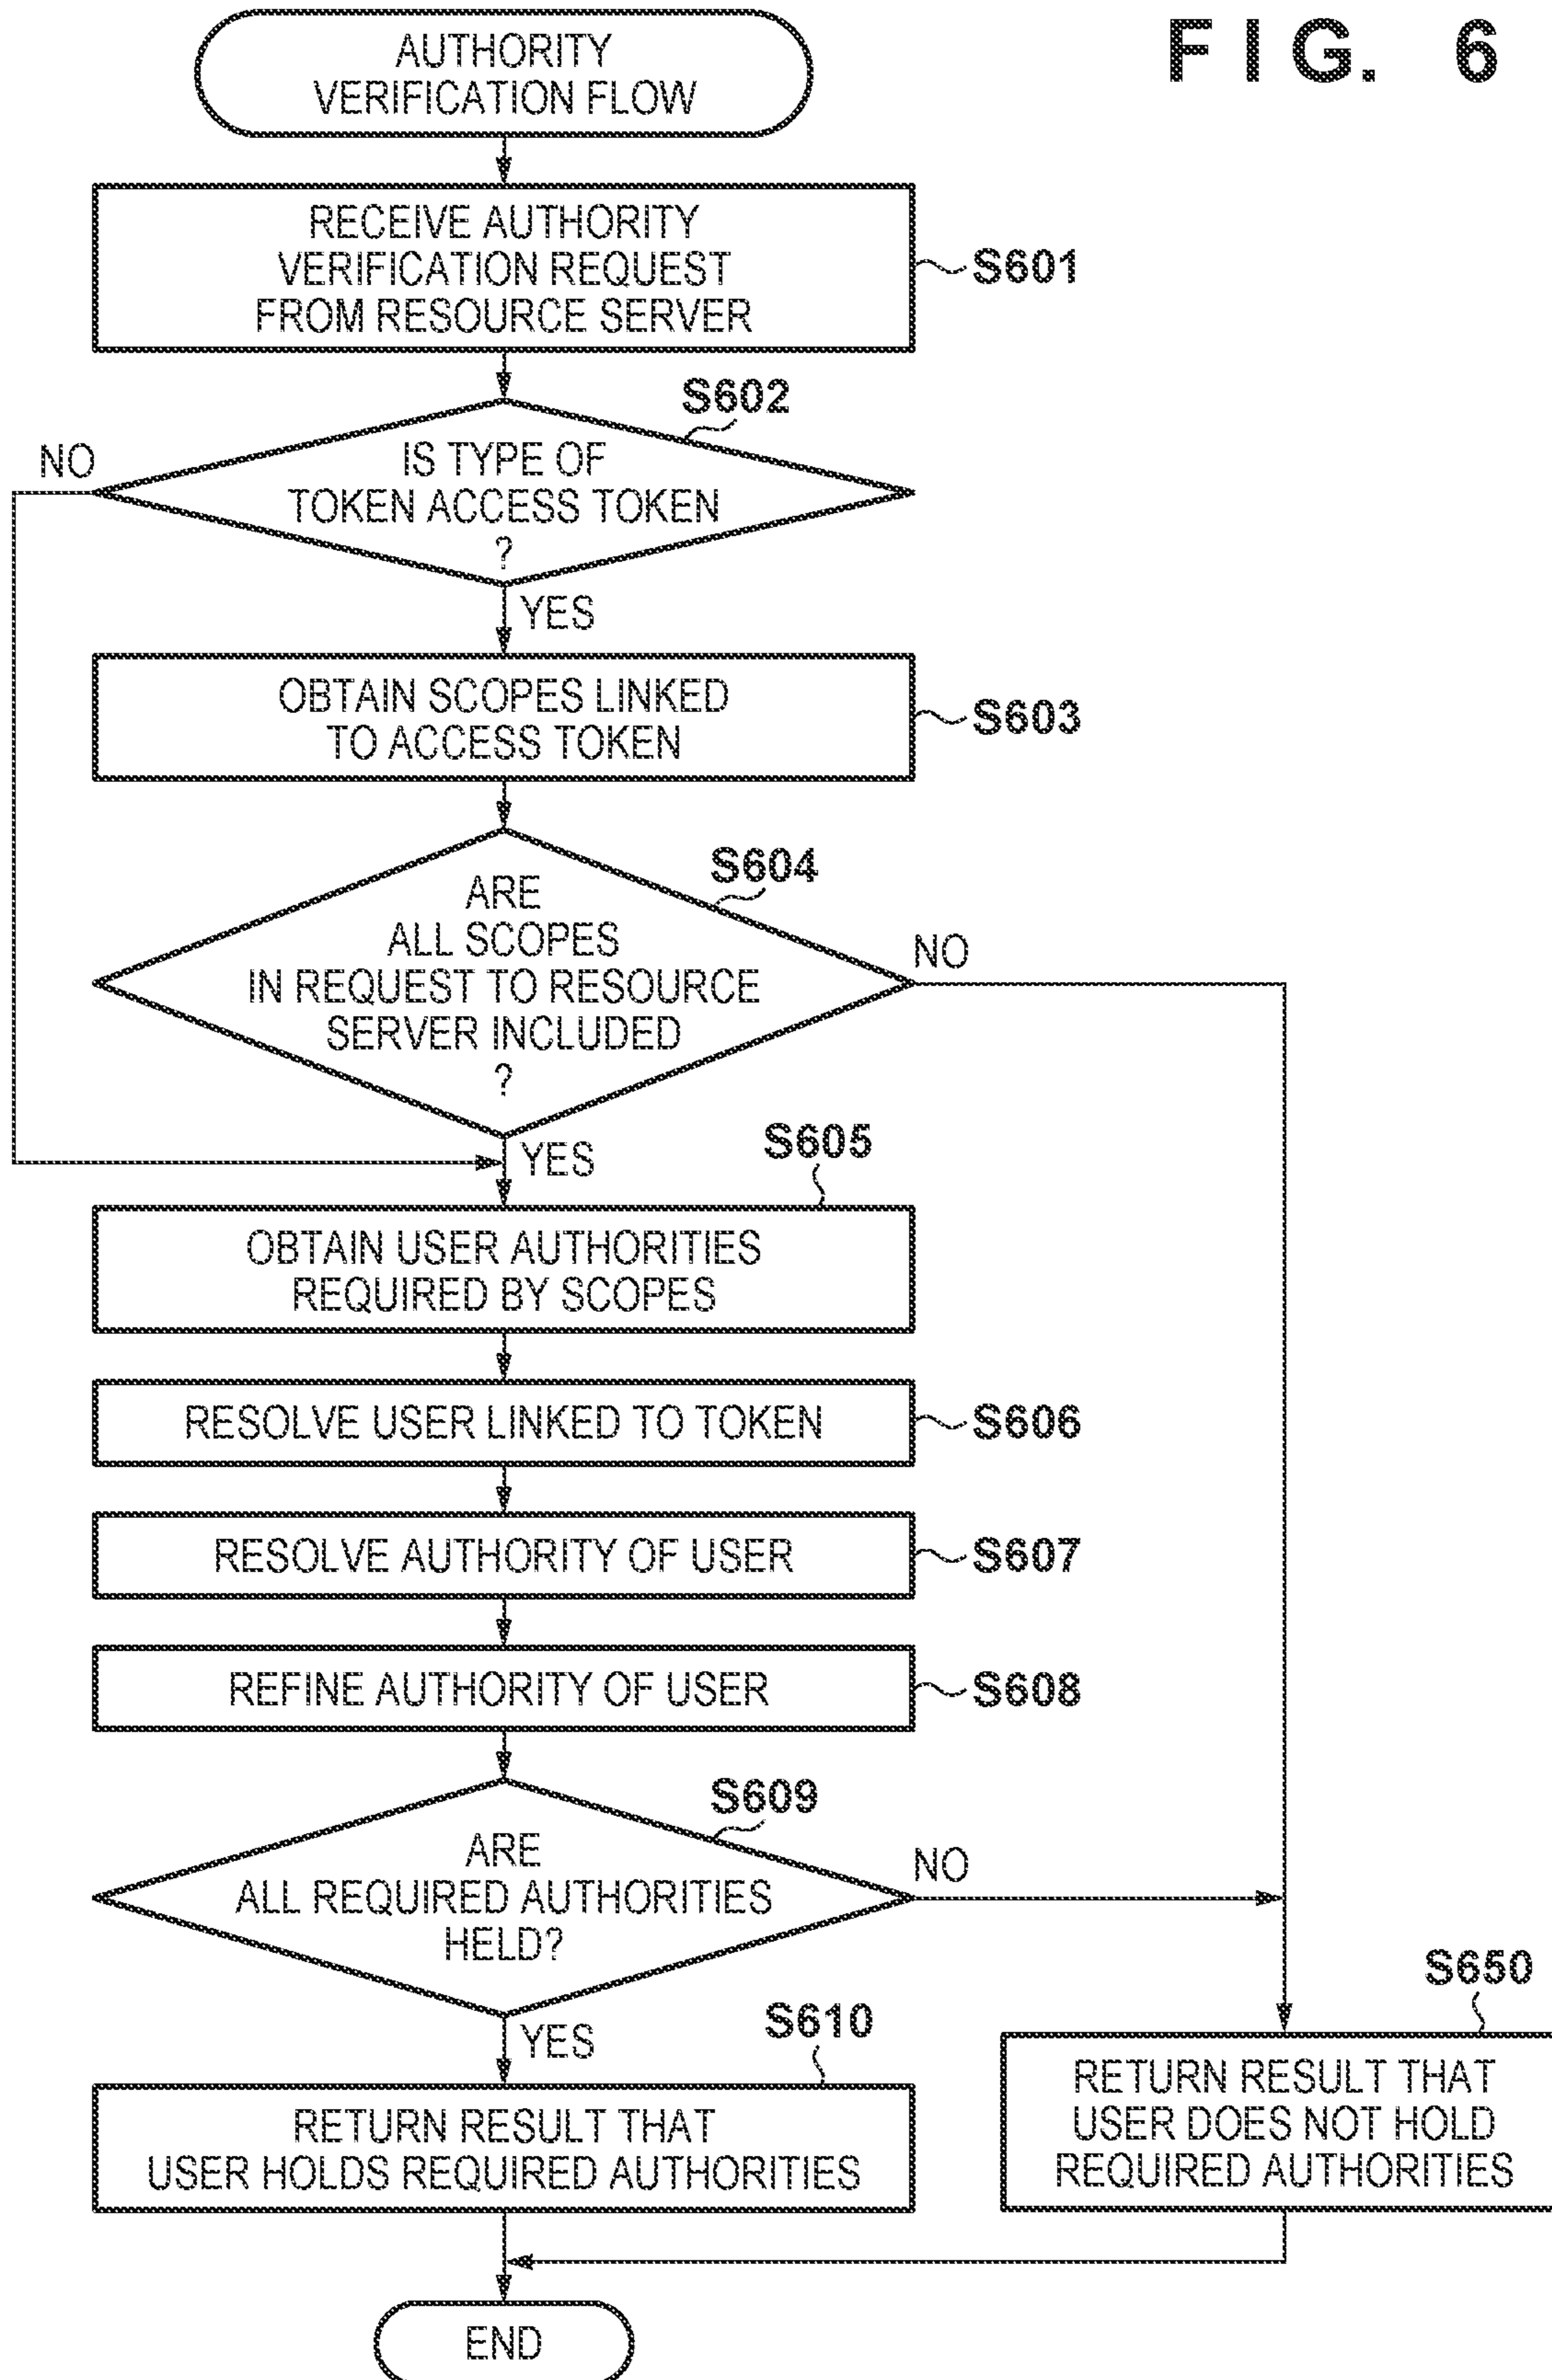 FIG. 6
AUTHORITY
VERIFICATION FLOW
RECEIVE AUTHORITY
VERIFICATION REQUEST
FROM RESOURCE SERVER
S601
S602
NO
IS TYPE OF
TOKEN ACCESS TOKEN
?
YES
OBTAIN SCOPES LINKED
TO ACCESS TOKEN
S603
S604
ARE
ALL SCOPES
IN REQUEST TO RESOURCE
SERVER INCLUDED
?
NO
YES
S605
OBTAIN USER AUTHORITIES
REQUIRED BY SCOPES
RESOLVE USER LINKED TO TOKEN
S606
RESOLVE AUTHORITY OF USER
S607
REFINE AUTHORITY OF USER
S608
S609
ARE
ALL REQUIRED AUTHORITIES
HELD?
NO
YES
S610
RETURN RESULT THAT
USER HOLDS REQUIRED AUTHORITIES
S650
RETURN RESULT THAT
USER DOES NOT HOLD
REQUIRED AUTHORITIES
END